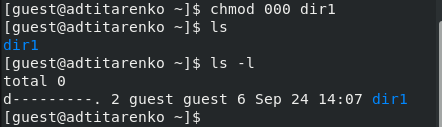 [guest@adtitarenko ~]$ chmod 000 dir1
[guest@adtitarenko ~]$ ls
dir1
[guest@adtitarenko ~]$ ls -l
total 0
d---------. 2 guest guest 6 Sep 24 14:07 dir1
[guest@adtitarenko ~]$